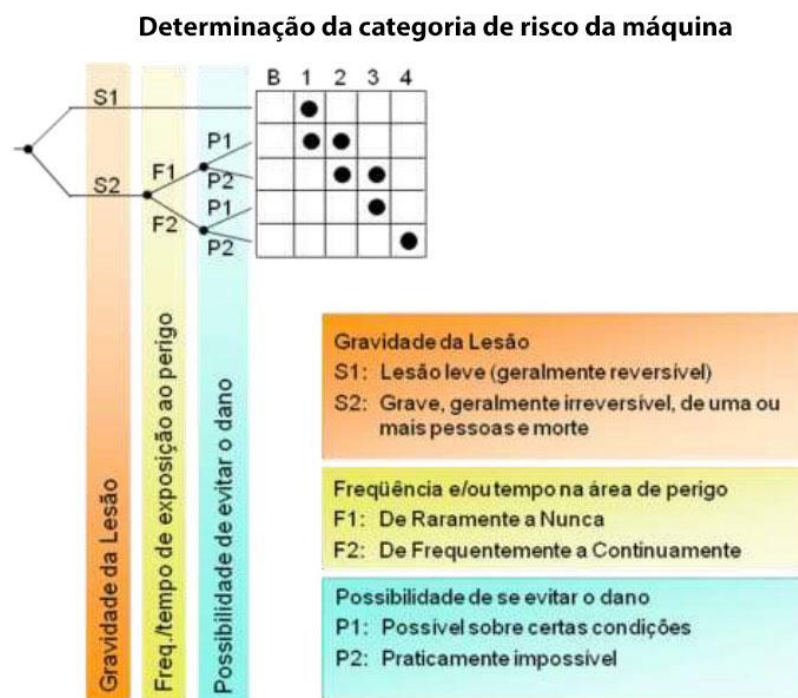 Determinação da categoria de risco da máquina
B 1 2 3 4
S1
P1
F1
P2
S2
P1
F2
P2
Gravidade da Lesão
Freq./tempo de exposição ao perigo
Possibilidade de evitar o dano
Gravidade da Lesão
S1: Lesão leve (geralmente reversível)
S2: Grave, geralmente irreversível, de uma ou
mais pessoas e morte
Freqüência e/ou tempo na área de perigo
F1: De Raramente a Nunca
F2: De Frequentemente a Continuamente
Possibilidade de se evitar o dano
P1: Possível sobre certas condições
P2: Praticamente impossível